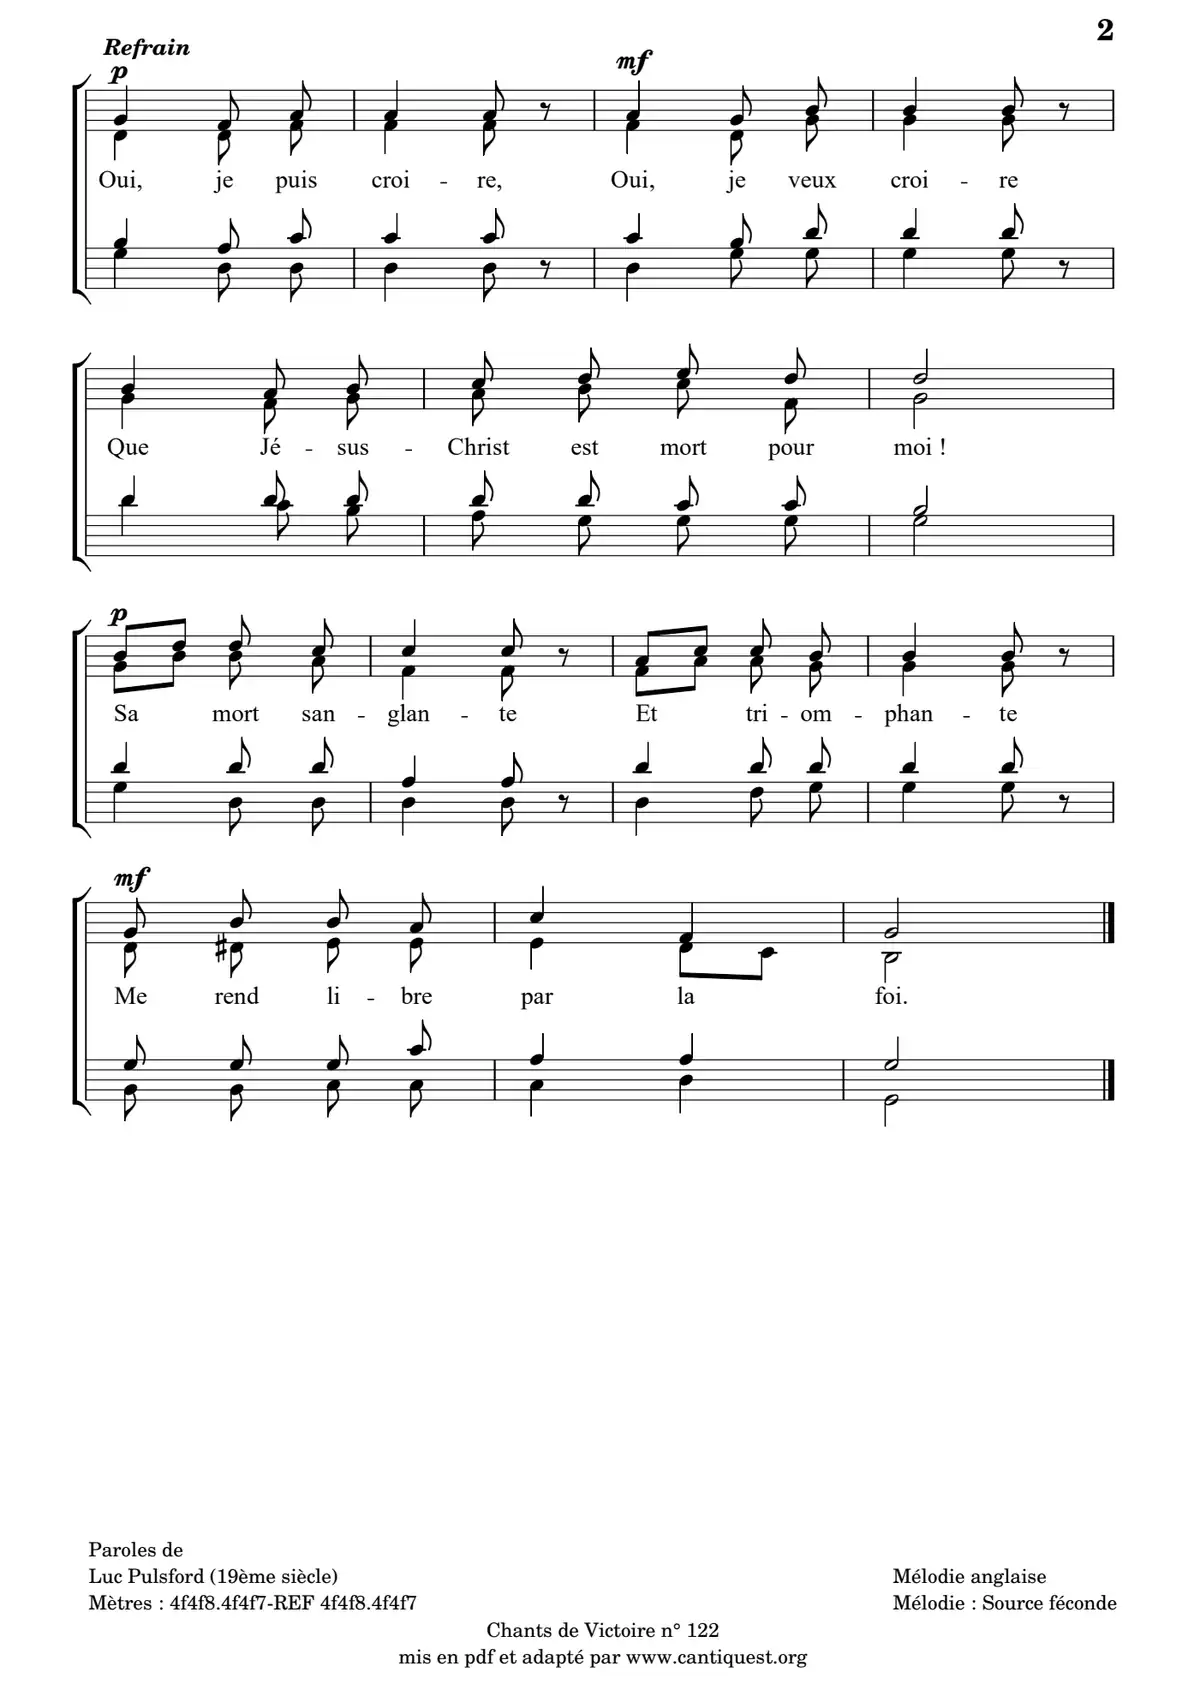 2
Refrain
p mf
Oui, je puis croi - re, Oui, je veux croi - re
Que Jé - sus - Christ est mort pour moi !
p
Sa mort san - glan - te Et tri - om - phan - te
mf
Me rend li - bre par la foi.
Paroles de
Luc Pulsford (19ème siècle) Mélodie anglaise
Mètres : 4f4f8.4f4f7-REF 4f4f8.4f4f7 Mélodie : Source féconde
Chants de Victoire n° 122
mis en pdf et adapté par www.cantiquest.org